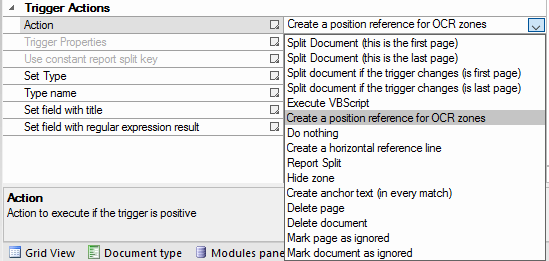 Trigger Actions
Action
Create a position reference for OCR zones
Trigger Properties
Use constant report split key
Set Type
Type name
Set field with title
Set field with regular expression result
Split Document (this is the first page)
Split Document (this is the last page)
Split document if the trigger changes (is first page)
Split document if the trigger changes (is last page)
Execute VBScript
Create a position reference for OCR zones
Do nothing
Create a horizontal reference line
Report Split
Hide zone
Create anchor text (in every match)
Delete page
Delete document
Mark page as ignored
Mark document as ignored
Action
Action to execute if the trigger is positive
Grid View
Document type
Modules pane